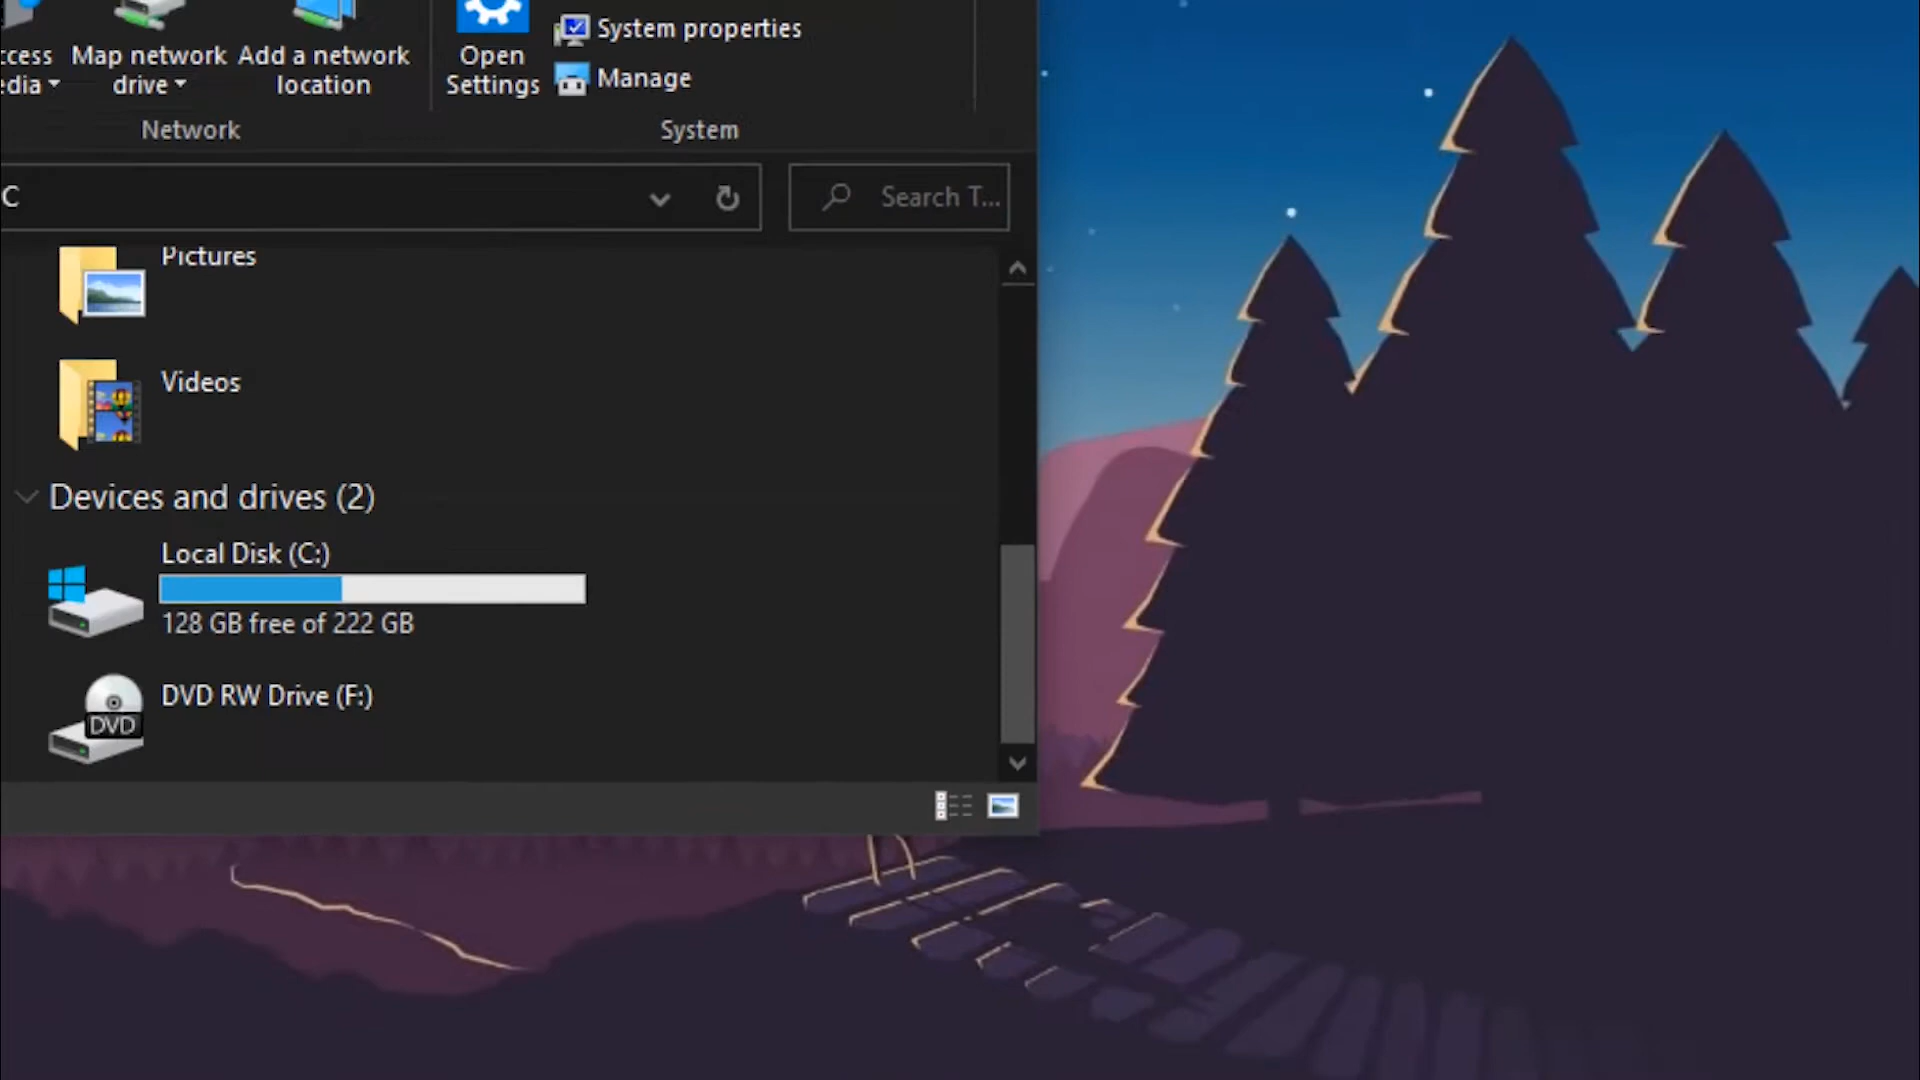 ccess
edia
Map network
drive
Add a network
location
Open
Settings
System properties
Manage
Network
System
C
Search T...
Pictures
Videos
Devices and drives (2)
Local Disk (C:)
128 GB free of 222 GB
DVD RW Drive (F:)
DVD